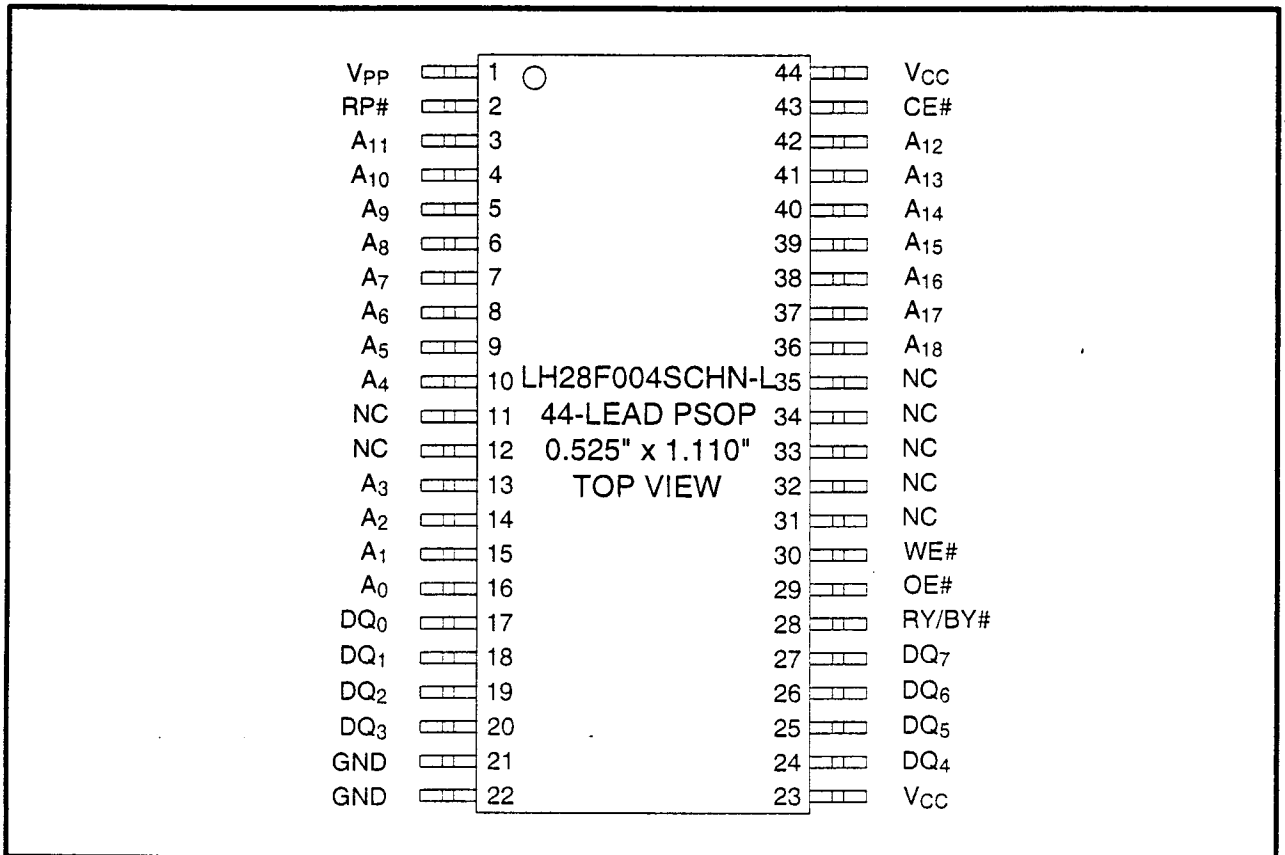 VPP 1 44 VCC
RP# 2 43 CE#
A11 3 42 A12
A10 4 41 A13
A9 5 40 A14
A8 6 39 A15
A7 7 38 A16
A6 8 37 A17
A5 9 36 A18
A4 10 LH28F004SCHN-L 35 NC
NC 11 44-LEAD PSOP 34 NC
NC 12 0.525" x 1.110" 33 NC
A3 13 TOP VIEW 32 NC
A2 14 31 NC
A1 15 30 WE#
A0 16 29 OE#
DQ0 17 28 RY/BY#
DQ1 18 27 DQ7
DQ2 19 26 DQ6
DQ3 20 25 DQ5
GND 21 24 DQ4
GND 22 23 VCC